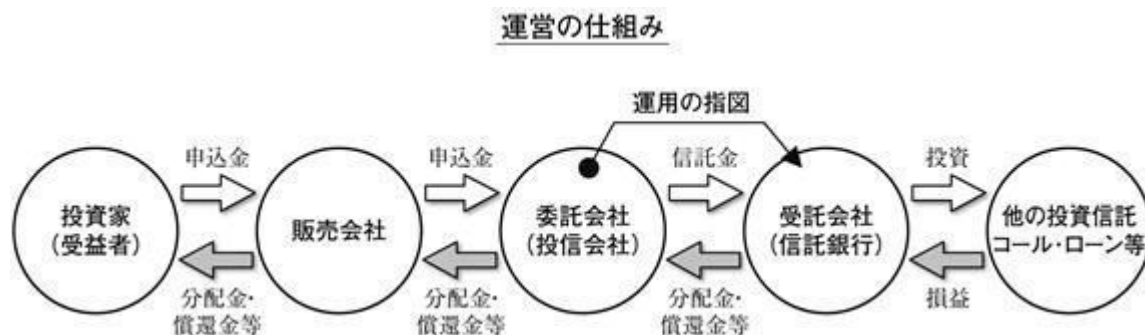 運営の仕組み
運用の指図
申込金
申込金
信託金
投資
投資家
(受益者)
販売会社
委託会社
(投信会社)
受託会社
(信託銀行)
他の投資信託
コール・ローン等
分配金・
償還金等
分配金・
償還金等
分配金・
償還金等
損益